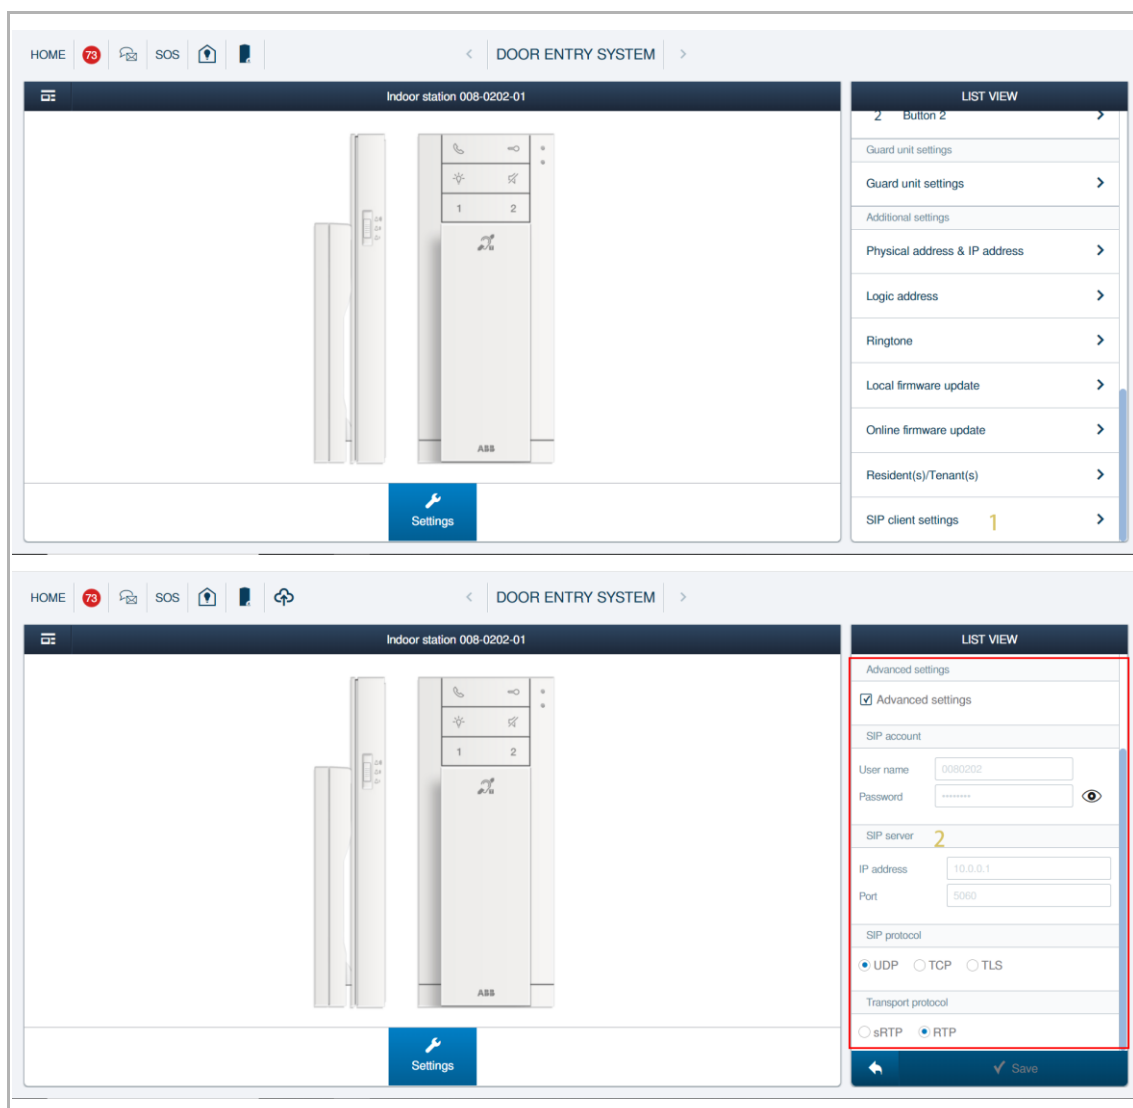 HOME 73 SOS DOOR ENTRY SYSTEM
Indoor station 008-0202-01
1 2
ABB
Settings
LIST VIEW
2 Button 2
Guard unit settings
Guard unit settings
Additional settings
Physical address & IP address
Logic address
Ringtone
Local firmware update
Online firmware update
Resident(s)/Tenant(s)
SIP client settings 1
HOME 73 SOS DOOR ENTRY SYSTEM
Indoor station 008-0202-01
1 2
ABB
Settings
LIST VIEW
Advanced settings
Advanced settings
SIP account
User name 0080202
Password ••••••••
SIP server 2
IP address 10.0.0.1
Port 5060
SIP protocol
UDP TCP TLS
Transport protocol
sRTP RTP
Save